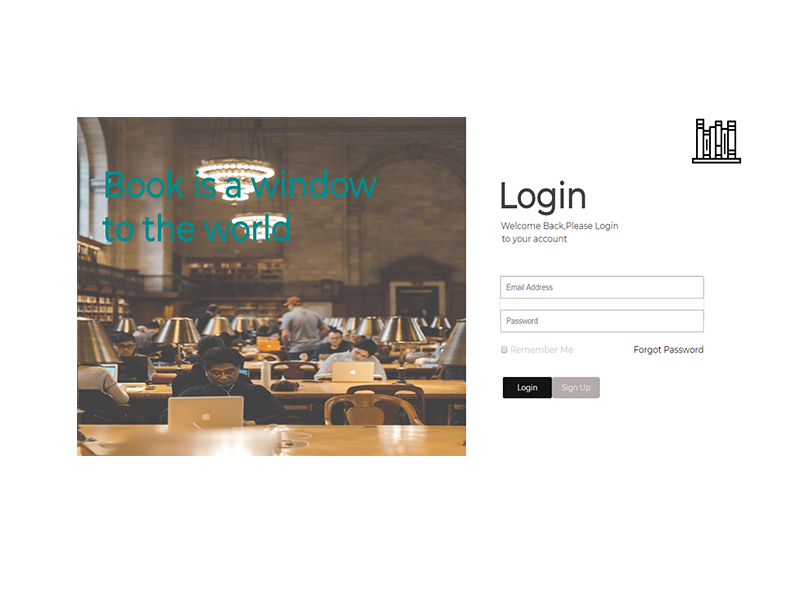 Book is a window
to the world
Login
Welcome Back,Please Login
to your account
Email Address
Password
Remember Me
Forgot Password
Login
Sign Up